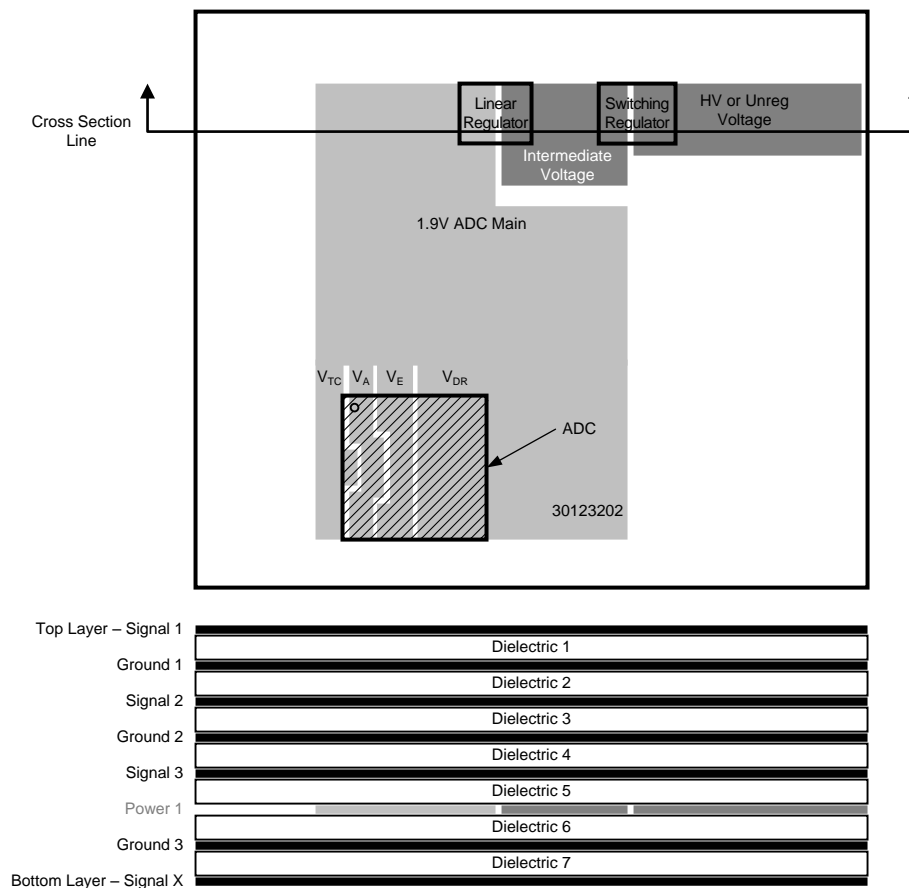 Cross Section
Line
Linear
Regulator
Switching
Regulator
HV or Unreg
Voltage
Intermediate
Voltage
1.9V ADC Main
VTC VA VE VDR
ADC
30123202
Top Layer – Signal 1
Dielectric 1
Ground 1
Dielectric 2
Signal 2
Dielectric 3
Ground 2
Dielectric 4
Signal 3
Dielectric 5
Power 1
Dielectric 6
Ground 3
Dielectric 7
Bottom Layer – Signal X